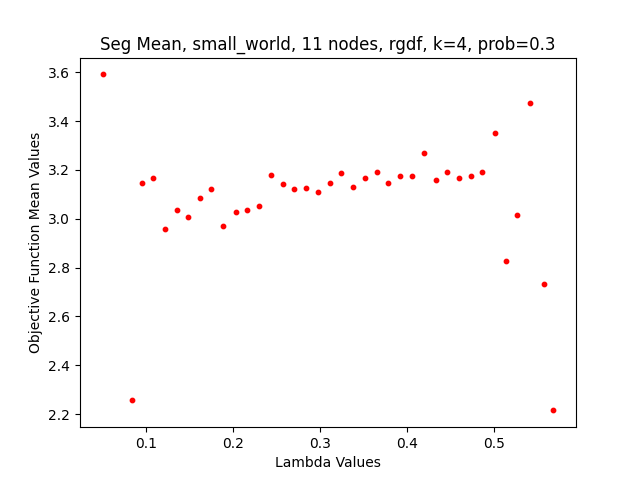 Seg Mean, small_world, 11 nodes, rgdf, k=4, prob=0.3
Objective Function Mean Values
3.6
3.4
3.2
3.0
2.8
2.6
2.4
2.2
0.1 0.2 0.3 0.4 0.5
Lambda Values